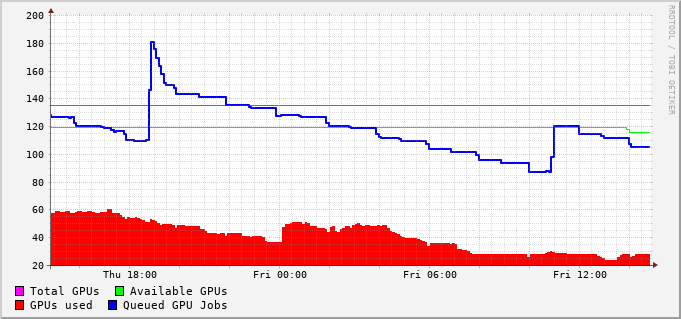 200
180
160
140
120
100
80
60
40
20
Thu 18:00 Fri 00:00 Fri 06:00 Fri 12:00
Total GPUs Available GPUs
GPUs used Queued GPU Jobs
RRDTOOL / TOBI OETIKER